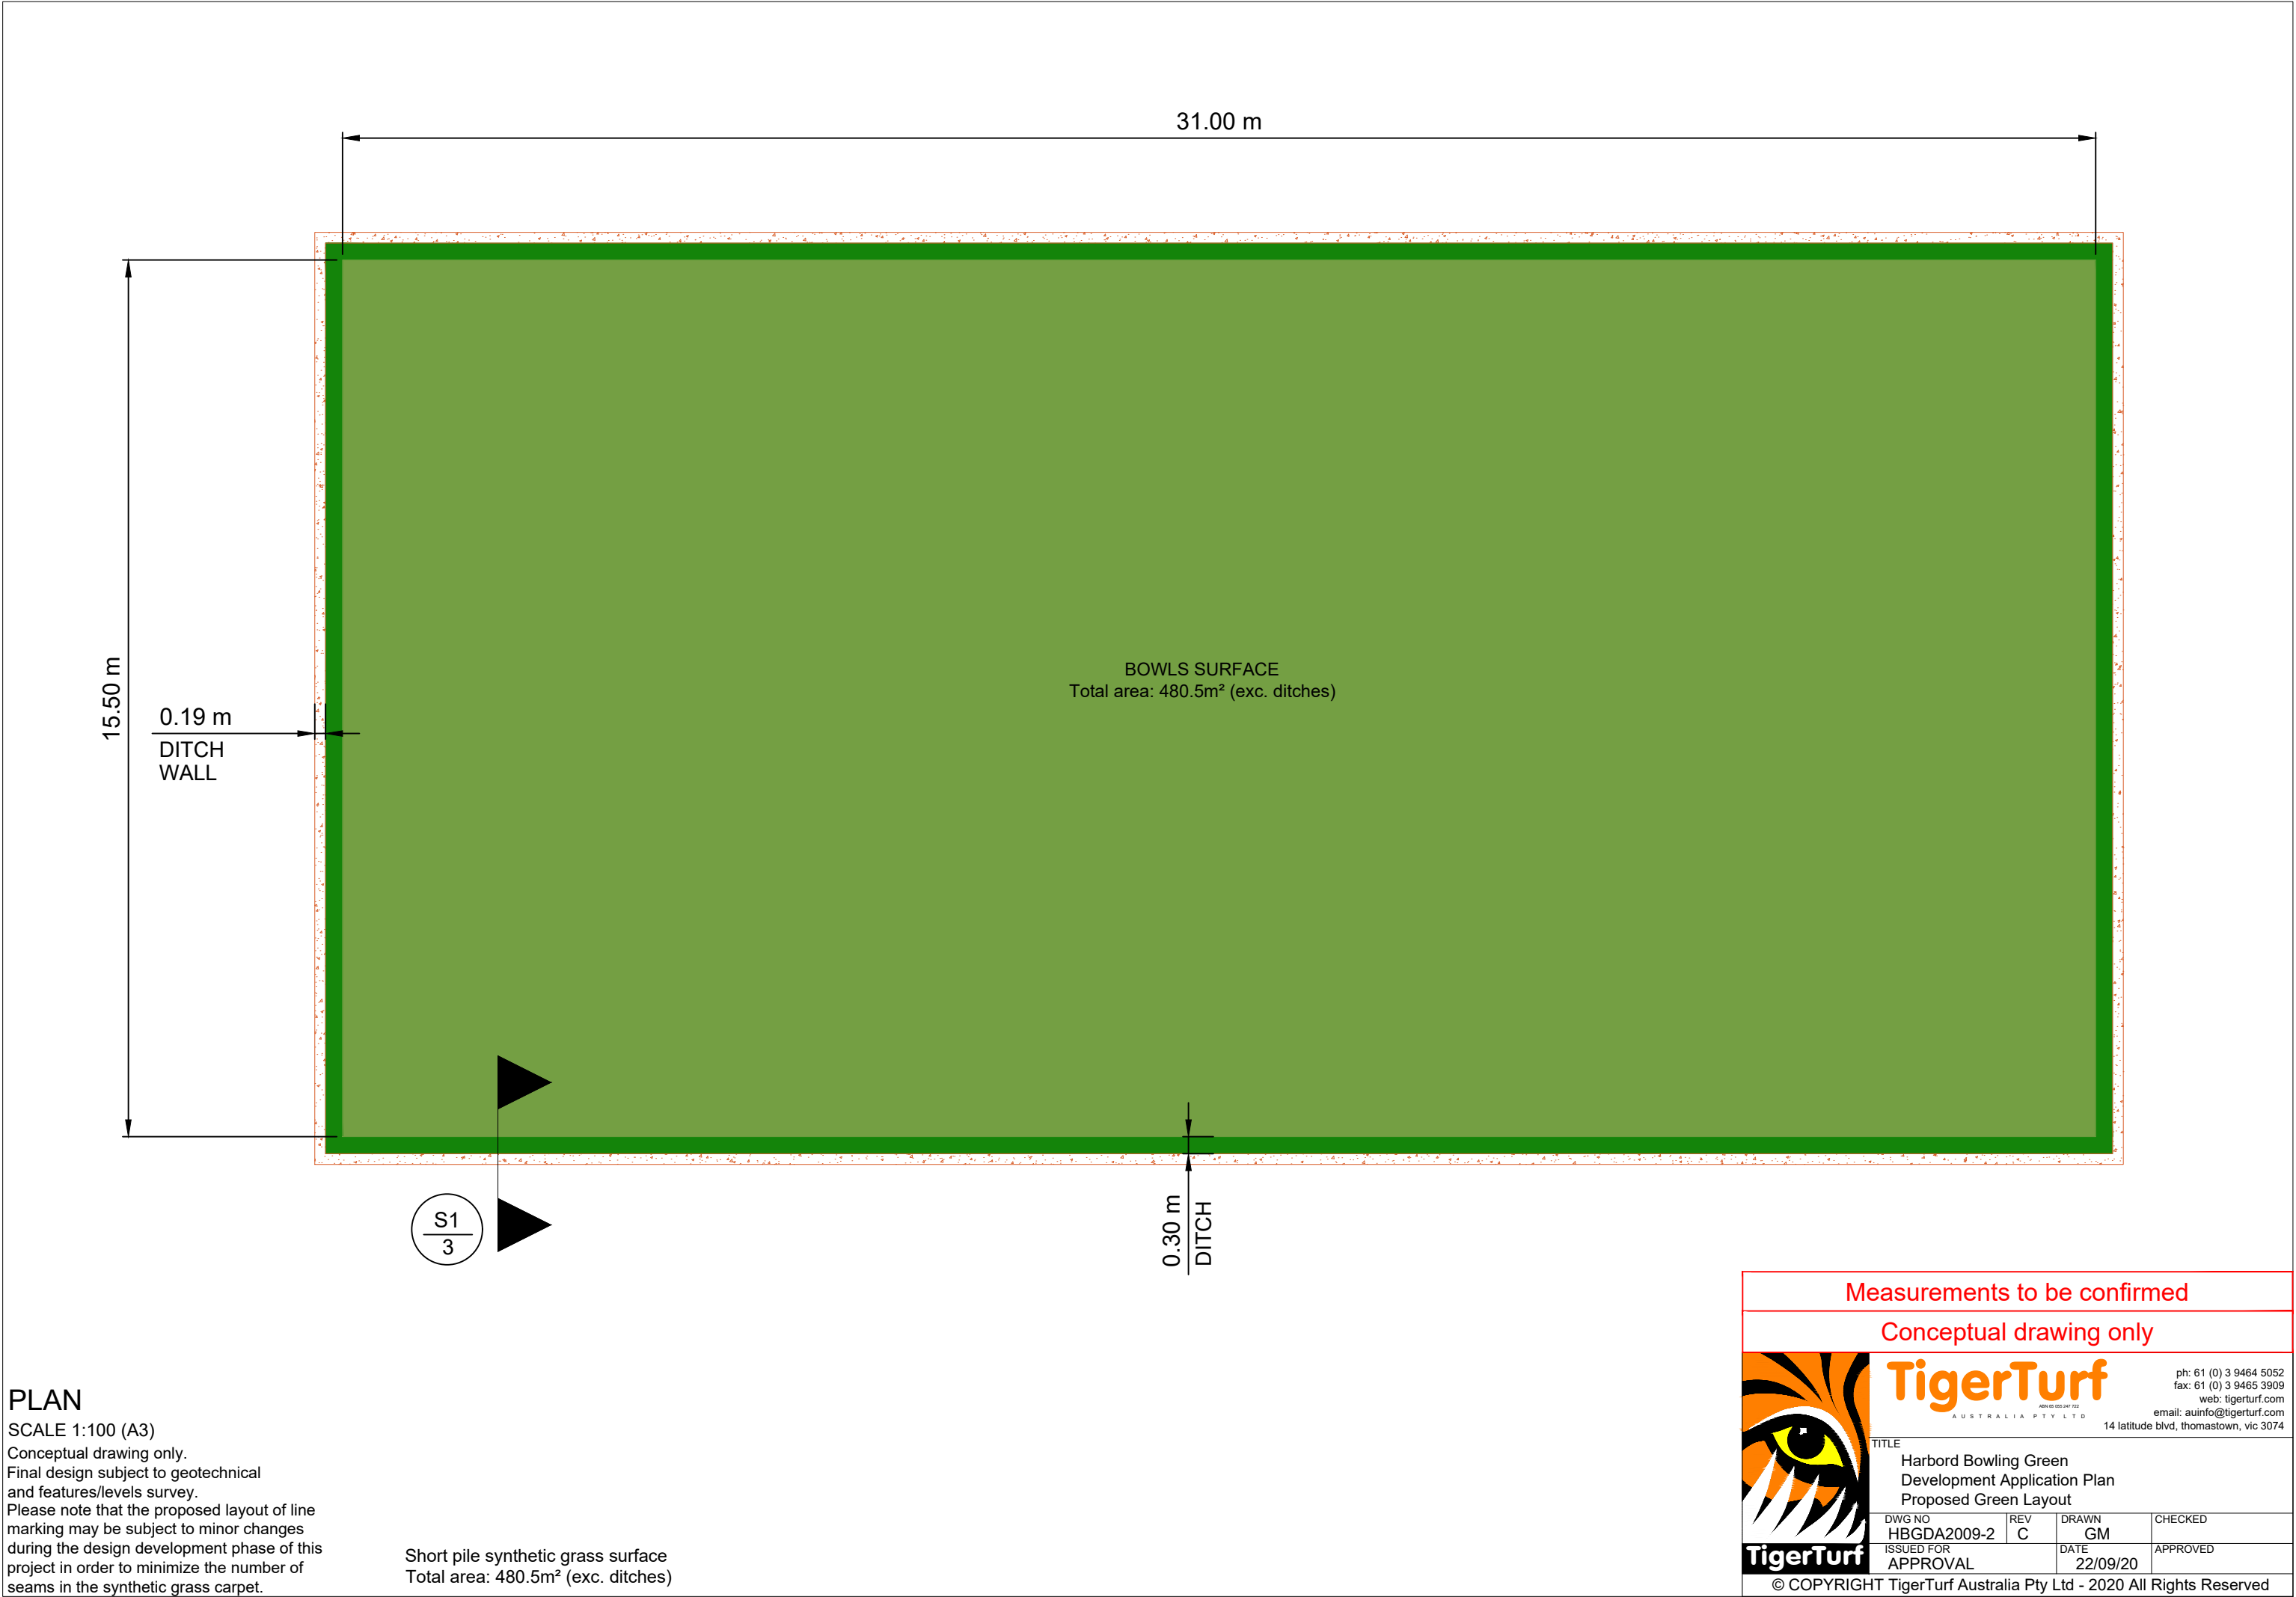 31.00 m
15.50 m
0.19 m
DITCH
WALL
BOWLS SURFACE
Total area: 480.5m² (exc. ditches)
S1
3
0.30 m
DITCH
Measurements to be confirmed
Conceptual drawing only
TigerTurf
ABN 65 055 247 722
AUSTRALIA PTY LTD
ph: 61 (0) 3 9464 5052
fax: 61 (0) 3 9465 3909
web: tigerturf.com
email: auinfo@tigerturf.com
14 latitude blvd, thomastown, vic 3074
TigerTurf
TITLE
Harbord Bowling Green
Development Application Plan
Proposed Green Layout
DWG NO
HBGDA2009-2
REV
C
DRAWN
GM
CHECKED
ISSUED FOR
APPROVAL
DATE
22/09/20
APPROVED
© COPYRIGHT TigerTurf Australia Pty Ltd - 2020 All Rights Reserved
PLAN
SCALE 1:100 (A3)
Conceptual drawing only.
Final design subject to geotechnical
and features/levels survey.
Please note that the proposed layout of line
marking may be subject to minor changes
during the design development phase of this
project in order to minimize the number of
seams in the synthetic grass carpet.
Short pile synthetic grass surface
Total area: 480.5m² (exc. ditches)